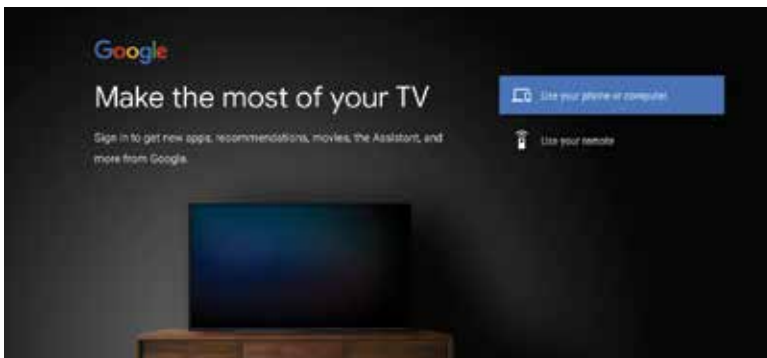 Google
Make the most of your TV
Sign in to get new apps, recommendations, movies, the Assistant, and
more from Google.
Use your phone or computer
Use your remote